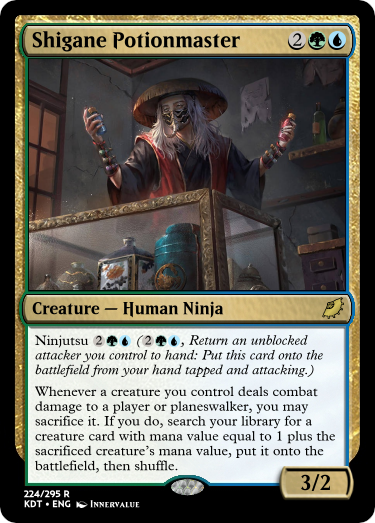 Shigane Potionmaster 2
Creature — Human Ninja
Ninjutsu 2 (2, Return an unblocked
attacker you control to hand: Put this card onto the
battlefield from your hand tapped and attacking.)
Whenever a creature you control deals combat
damage to a player or planeswalker, you may
sacrifice it. If you do, search your library for a
creature card with mana value equal to 1 plus the
sacrificed creature's mana value, put it onto the
battlefield, then shuffle.
3/2
224/295 R
KDT • ENG Innervalue